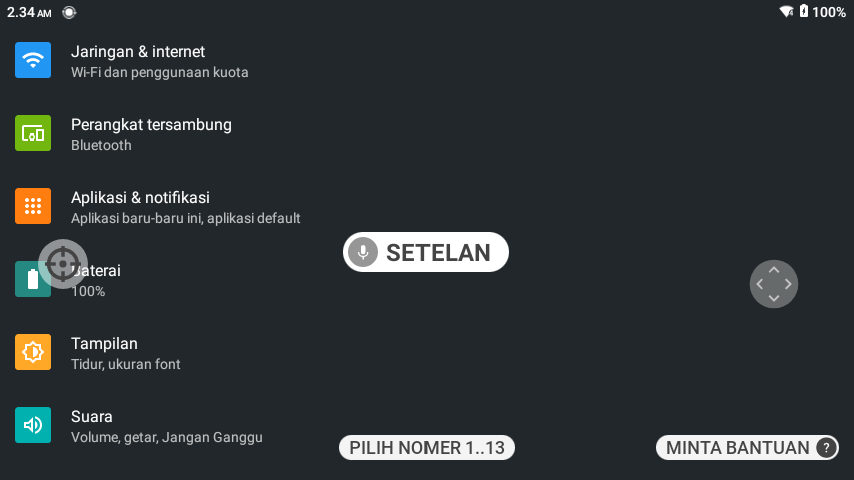 2.34 AM
100%
Jaringan & internet
Wi-Fi dan penggunaan kuota
Perangkat tersambung
Bluetooth
Aplikasi & notifikasi
Aplikasi baru-baru ini, aplikasi default
SETELAN
Baterai
100%
Tampilan
Tidur, ukuran font
Suara
Volume, getar, Jangan Ganggu
PILIH NOMER 1..13
MINTA BANTUAN ?